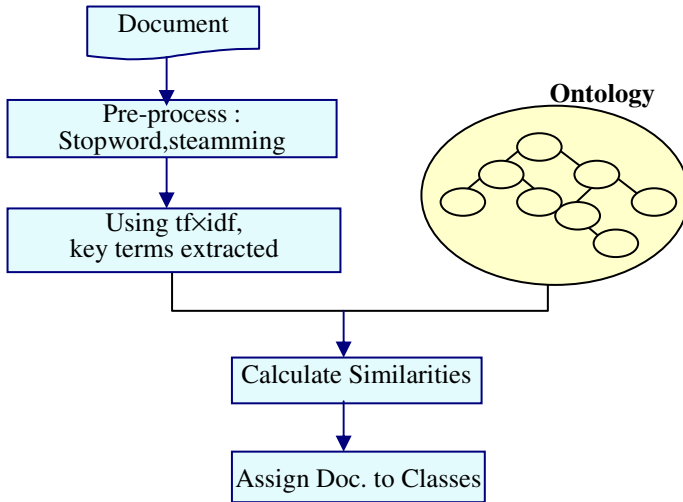 Document
Pre-process :
Stopword,steamming
Ontology
Using tf×idf,
key terms extracted
Calculate Similarities
Assign Doc. to Classes